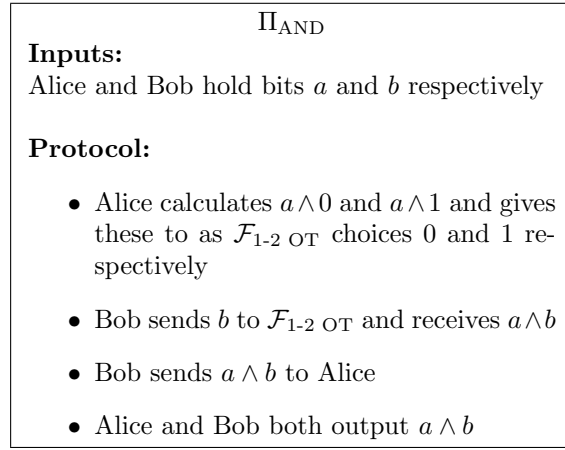 Π_AND
Inputs:
Alice and Bob hold bits a and b respectively
Protocol:
• Alice calculates a ∧ 0 and a ∧ 1 and gives
these to as ℱ_1-2 OT choices 0 and 1 re-
spectively
• Bob sends b to ℱ_1-2 OT and receives a ∧ b
• Bob sends a ∧ b to Alice
• Alice and Bob both output a ∧ b